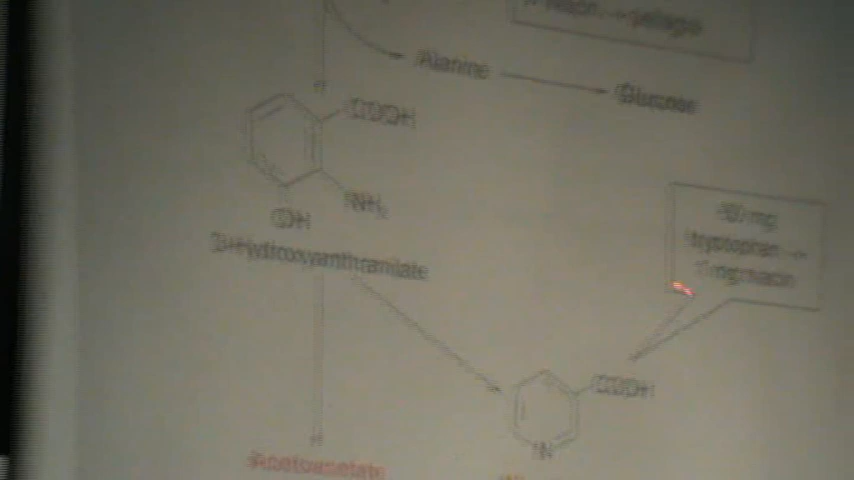 Alanine
Glucose
COOH
NH₂
OH
3-Hydroxyanthranilate
60 mg
tryptophan →
1 mg niacin
COOH
N
Acetoacetate